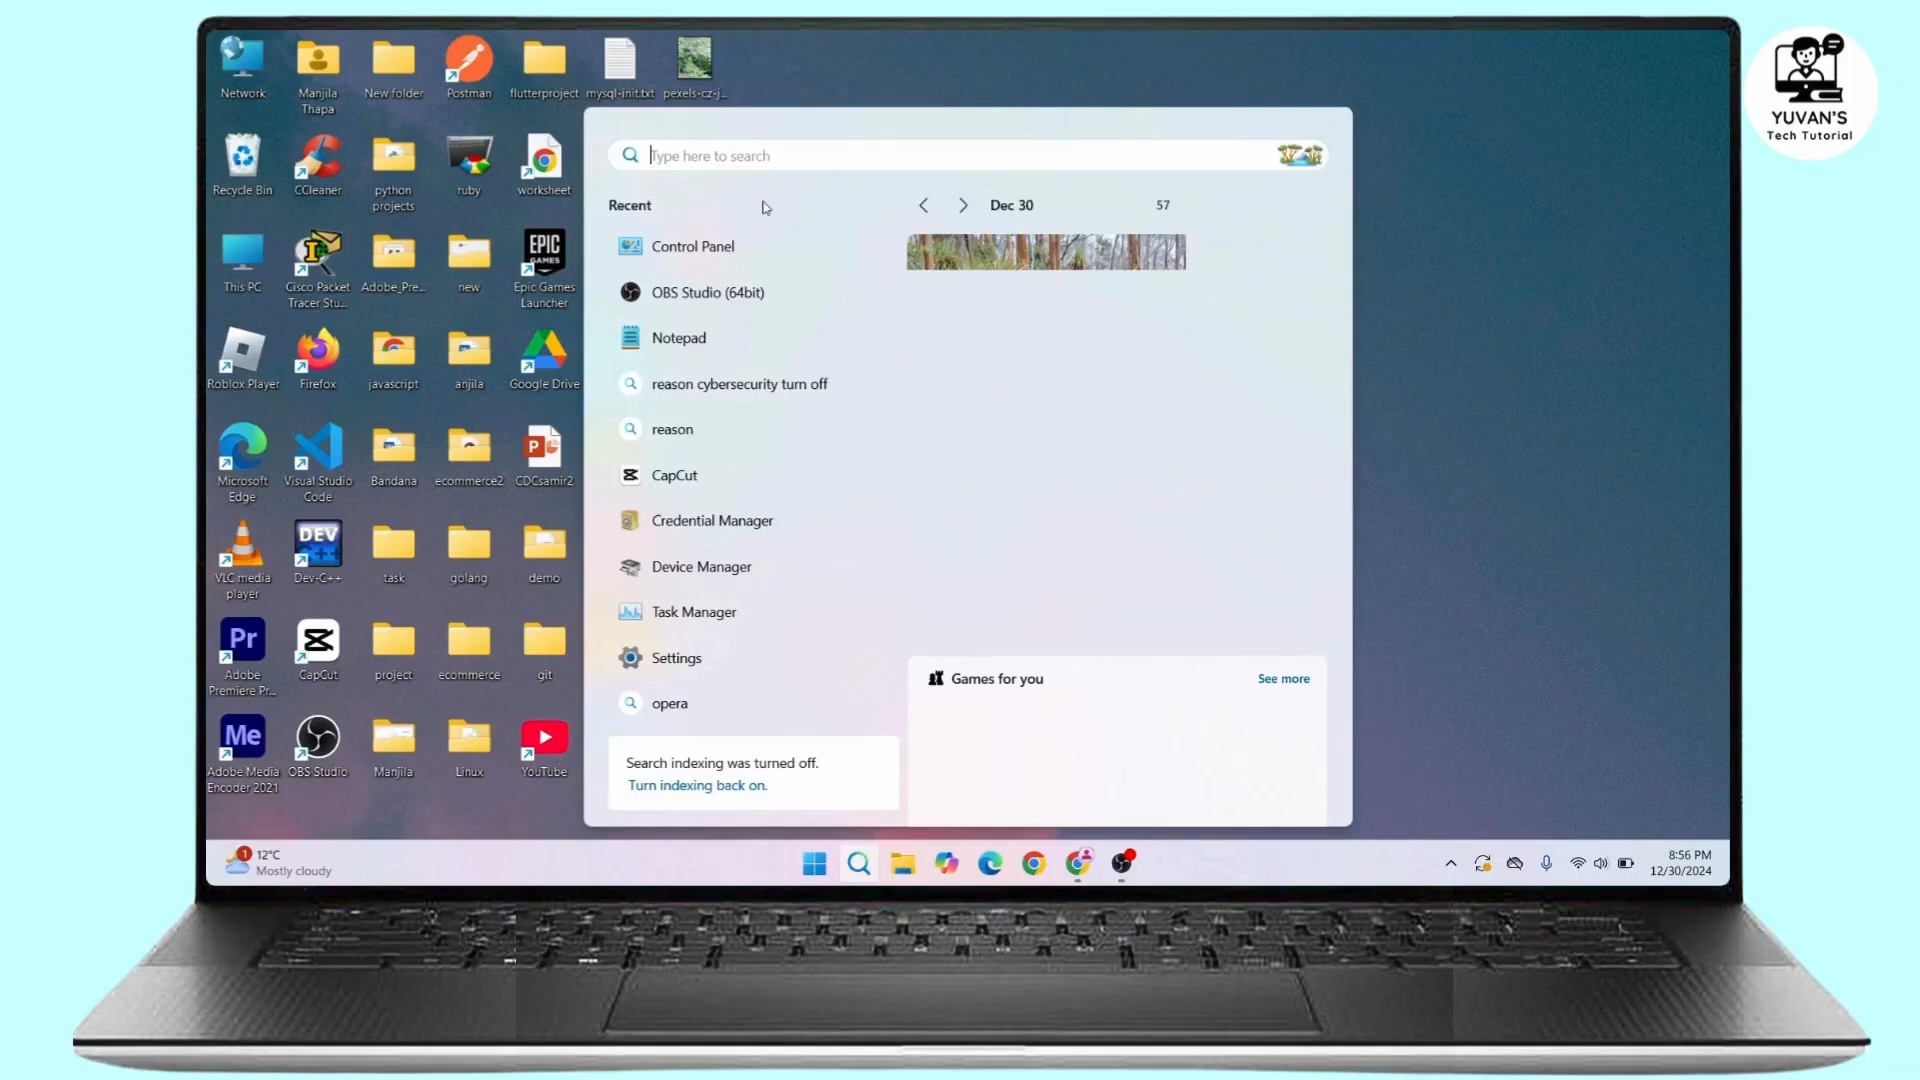 Network
Manjila
Thapa
New folder
Postman
flutterproject
mysql-init.txt
pexels-cz-j...
Recycle Bin
CCleaner
python
projects
ruby
worksheet
This PC
Cisco Packet
Tracer Stu...
Adobe_Pre...
new
EPIC
GAMES
Epic Games
Launcher
Roblox Player
Firefox
javascript
anjila
Google Drive
Microsoft
Edge
Visual Studio
Code
Bandana
ecommerce2
P
CDCsamir2
VLC media
player
DEV
C++
Dev-C++
task
golang
demo
Pr
Adobe
Premiere Pr...
CapCut
project
ecommerce
git
Me
Adobe Media
Encoder 2021
OBS Studio
Manjila
Linux
YouTube
Type here to search
Recent
Control Panel
OBS Studio (64bit)
Notepad
reason cybersecurity turn off
reason
CapCut
Credential Manager
Device Manager
Task Manager
Settings
opera
Search indexing was turned off.
Turn indexing back on.
Dec 30
57
Games for you
See more
1
12°C
Mostly cloudy
8:56 PM
12/30/2024
YUVAN'S
Tech Tutorial